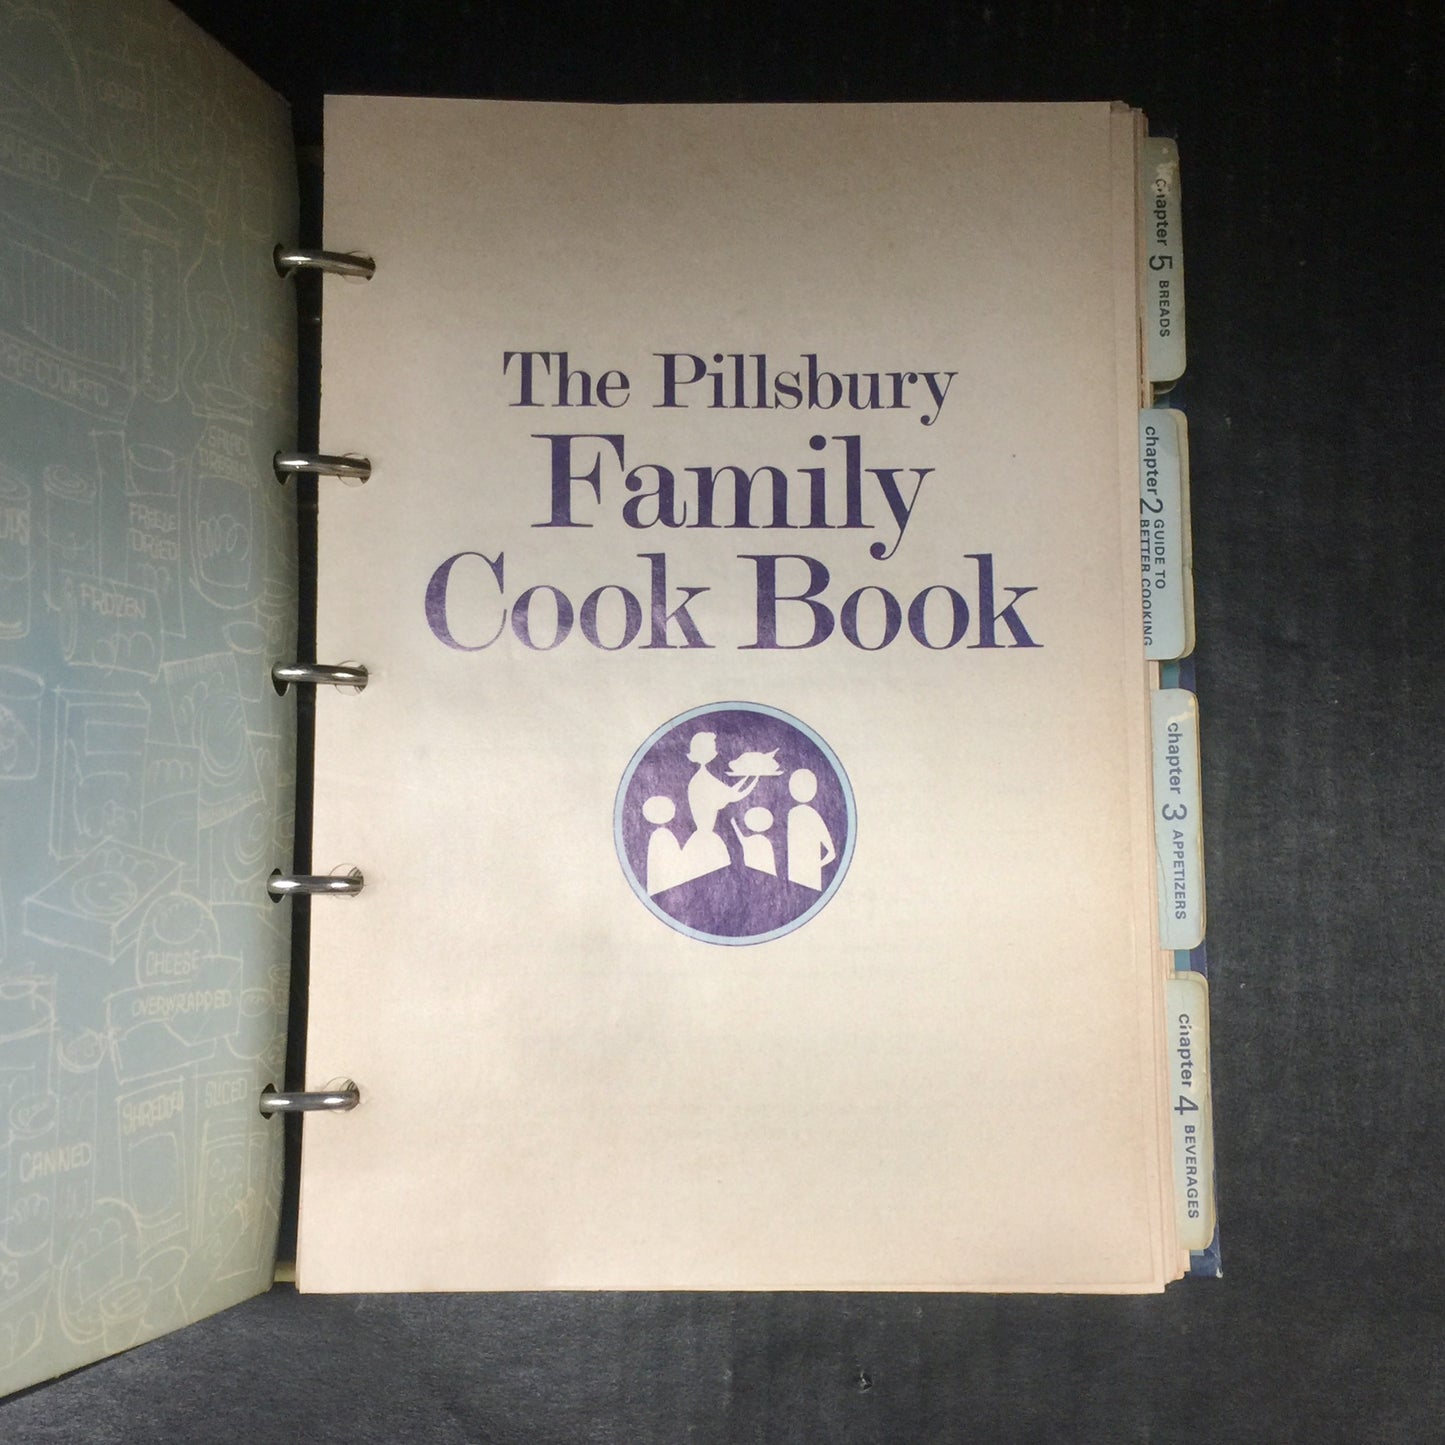 The Pillsbury
Family
Cook Book
chapter 5 BREADS
chapter 2 GUIDE TO
BETTER COOKING
chapter 3 APPETIZERS
chapter 4 BEVERAGES
SALAD
FREEZE
DRIED
FROZEN
CHEESE
OVERWRAPPED
SHREDDED
SLICED
CANNED